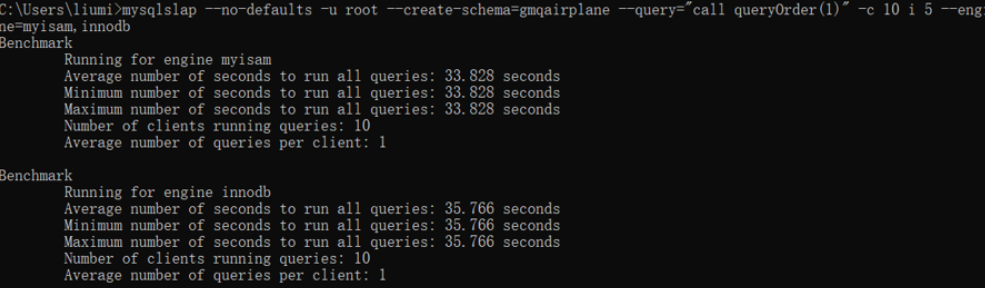 C:\Users\liumi>mysqlslap --no-defaults -u root --create-schema=gmqairplane --query="call queryOrder(1)" -c 10 i 5 --engi
ne=myisam,innodb
Benchmark
Running for engine myisam
Average number of seconds to run all queries: 33.828 seconds
Minimum number of seconds to run all queries: 33.828 seconds
Maximum number of seconds to run all queries: 33.828 seconds
Number of clients running queries: 10
Average number of queries per client: 1
Benchmark
Running for engine innodb
Average number of seconds to run all queries: 35.766 seconds
Minimum number of seconds to run all queries: 35.766 seconds
Maximum number of seconds to run all queries: 35.766 seconds
Number of clients running queries: 10
Average number of queries per client: 1